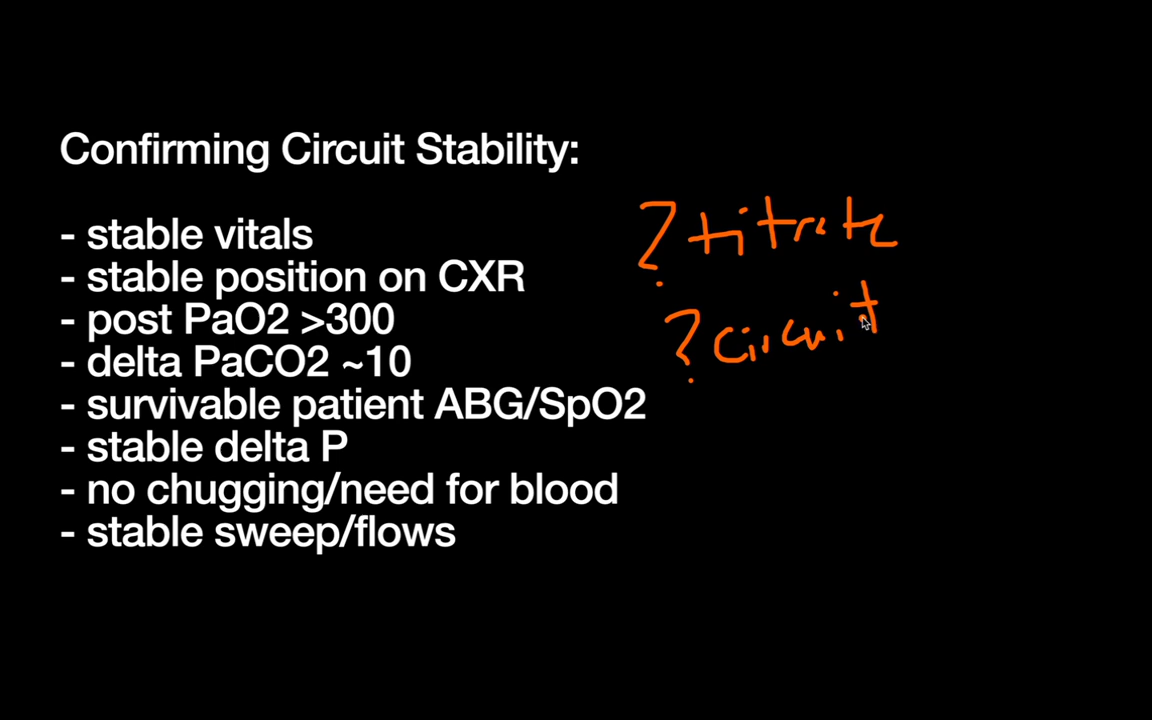 Confirming Circuit Stability:
- stable vitals
- stable position on CXR
- post PaO2 >300
- delta PaCO2 ~10
- survivable patient ABG/SpO2
- stable delta P
- no chugging/need for blood
- stable sweep/flows
? titrate
? circuit